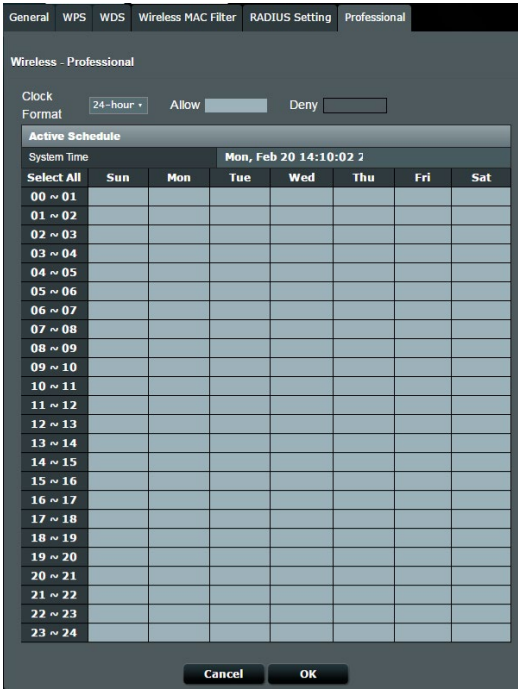 General WPS WDS Wireless MAC Filter RADIUS Setting Professional
Wireless - Professional
Clock Format 24-hour Allow Deny
Active Schedule
System Time Mon, Feb 20 14:10:02 2
Select All Sun Mon Tue Wed Thu Fri Sat
00 ~ 01
01 ~ 02
02 ~ 03
03 ~ 04
04 ~ 05
05 ~ 06
06 ~ 07
07 ~ 08
08 ~ 09
09 ~ 10
10 ~ 11
11 ~ 12
12 ~ 13
13 ~ 14
14 ~ 15
15 ~ 16
16 ~ 17
17 ~ 18
18 ~ 19
19 ~ 20
20 ~ 21
21 ~ 22
22 ~ 23
23 ~ 24
Cancel OK